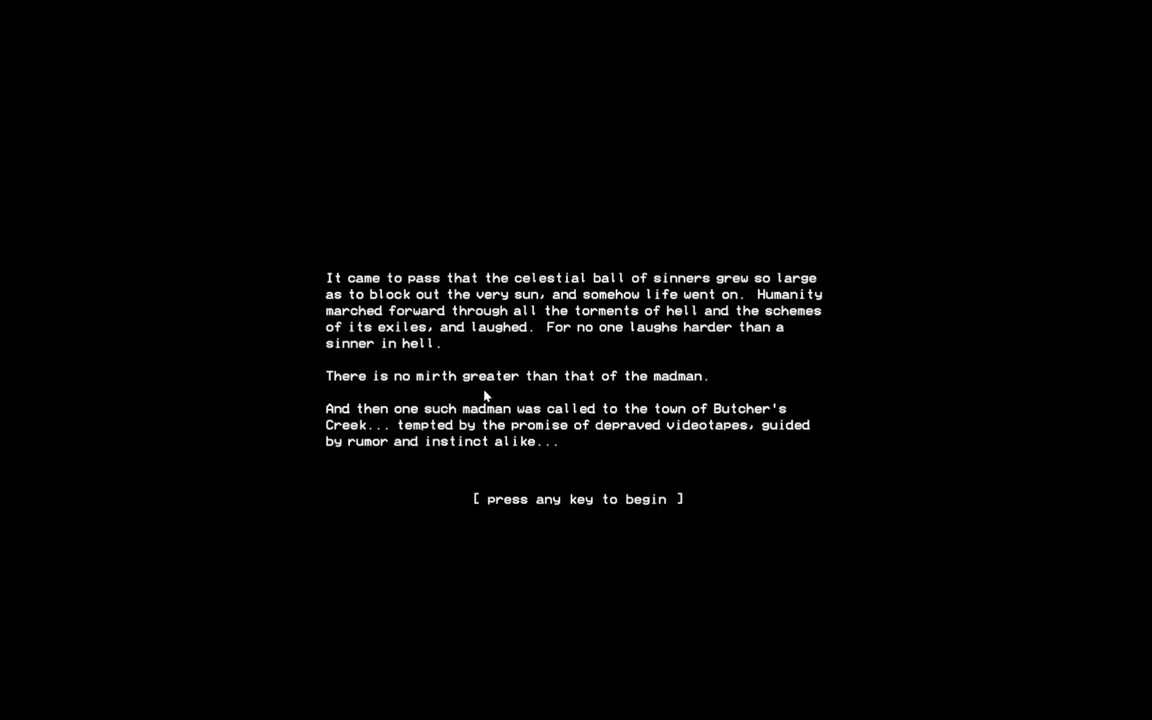 It came to pass that the celestial ball of sinners grew so large
as to block out the very sun, and somehow life went on.  Humanity
marched forward through all the torments of hell and the schemes
of its exiles, and laughed.  For no one laughs harder than a
sinner in hell.
There is no mirth greater than that of the madman.
And then one such madman was called to the town of Butcher's
Creek... tempted by the promise of depraved videotapes, guided
by rumor and instinct alike...
[ press any key to begin ]